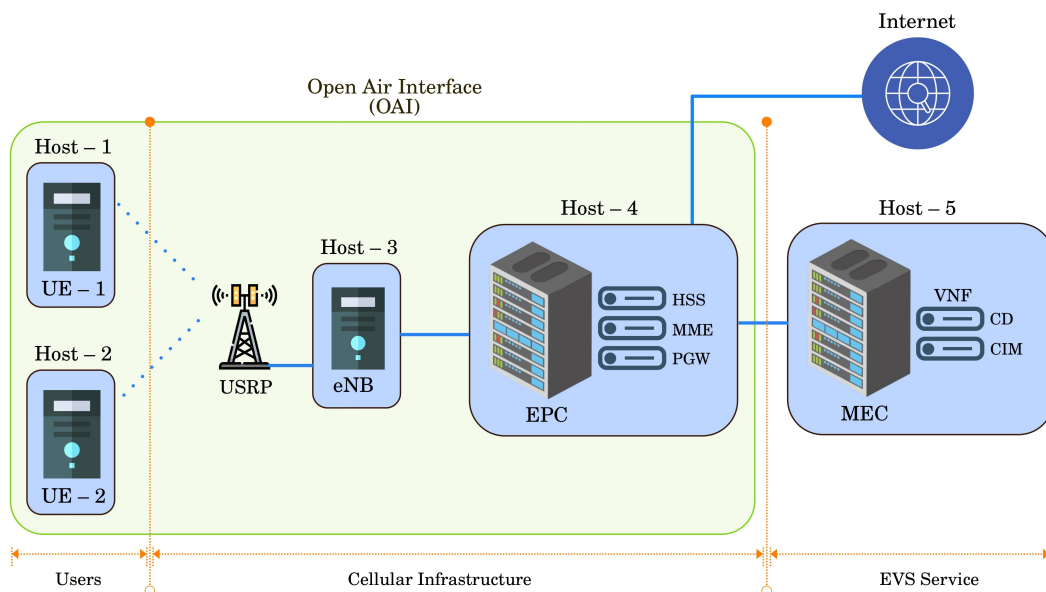 Internet
Open Air Interface
(OAI)
Host – 1
UE – 1
Host – 2
UE – 2
USRP
Host – 3
eNB
Host – 4
HSS
MME
PGW
EPC
Host – 5
VNF
CD
CIM
MEC
Users
Cellular Infrastructure
EVS Service